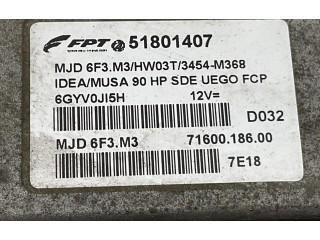 FPT 51801407
MJD 6F3.M3/HW03T/3454-M368
IDEA/MUSA 90 HP SDE UEGO FCP
6GYV0JI5H 12V=
D032
MJD 6F3.M3 71600.186.00
7E18